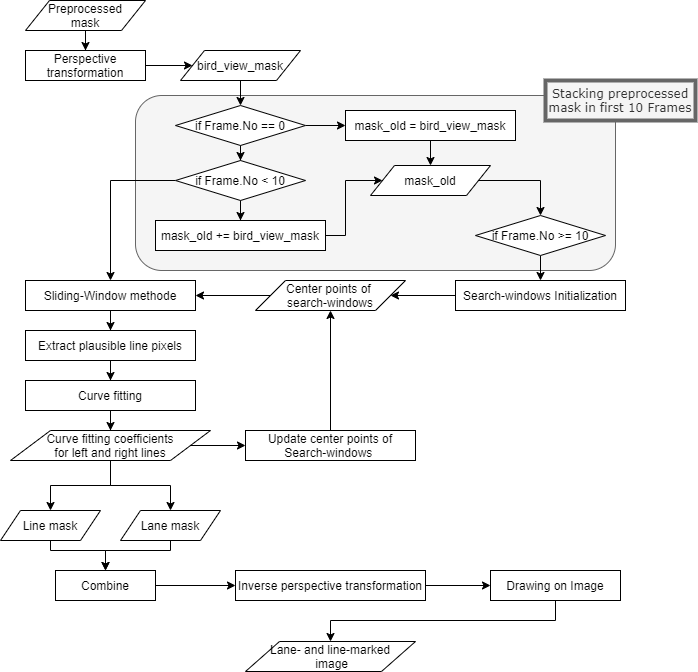 Preprocessed
mask
Perspective
transformation
bird_view_mask
Stacking preprocessed
mask in first 10 Frames
if Frame.No == 0
mask_old = bird_view_mask
if Frame.No < 10
mask_old
mask_old += bird_view_mask
if Frame.No >= 10
Sliding-Window methode
Center points of
search-windows
Search-windows Initialization
Extract plausible line pixels
Curve fitting
Curve fitting coefficients
for left and right lines
Update center points of
Search-windows
Line mask
Lane mask
Combine
Inverse perspective transformation
Drawing on Image
Lane- and line-marked
image